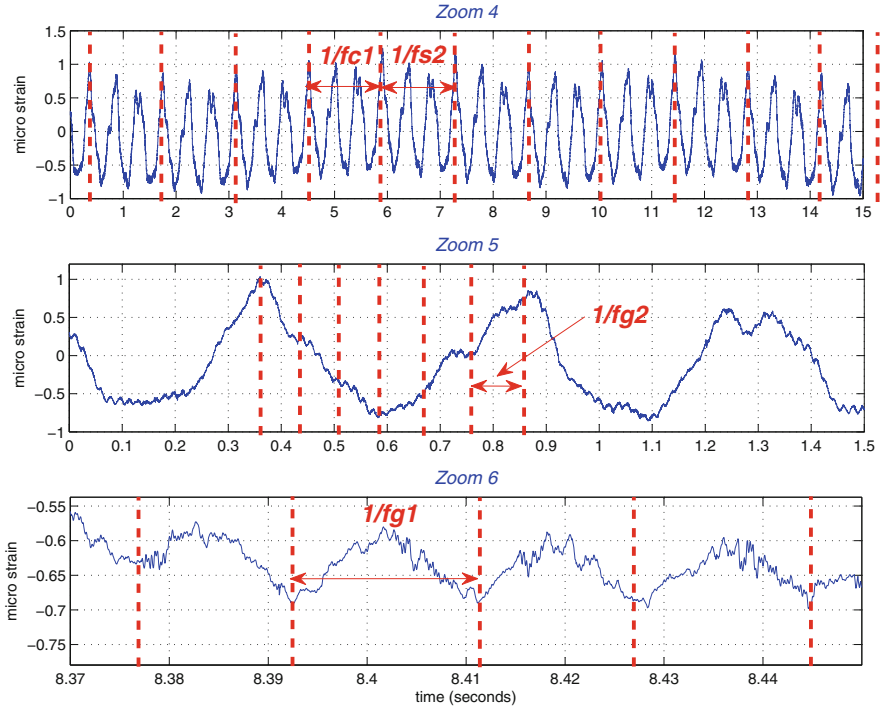 Zoom 4
1.5
1
0.5
0
−0.5
−1
micro strain
1/fc1 1/fs2
0 1 2 3 4 5 6 7 8 9 10 11 12 13 14 15
Zoom 5
1
0.5
0
−0.5
−1
micro strain
1/fg2
0 0.1 0.2 0.3 0.4 0.5 0.6 0.7 0.8 0.9 1 1.1 1.2 1.3 1.4 1.5
Zoom 6
−0.55
−0.6
−0.65
−0.7
−0.75
micro strain
1/fg1
8.37 8.38 8.39 8.4 8.41 8.42 8.43 8.44
time (seconds)